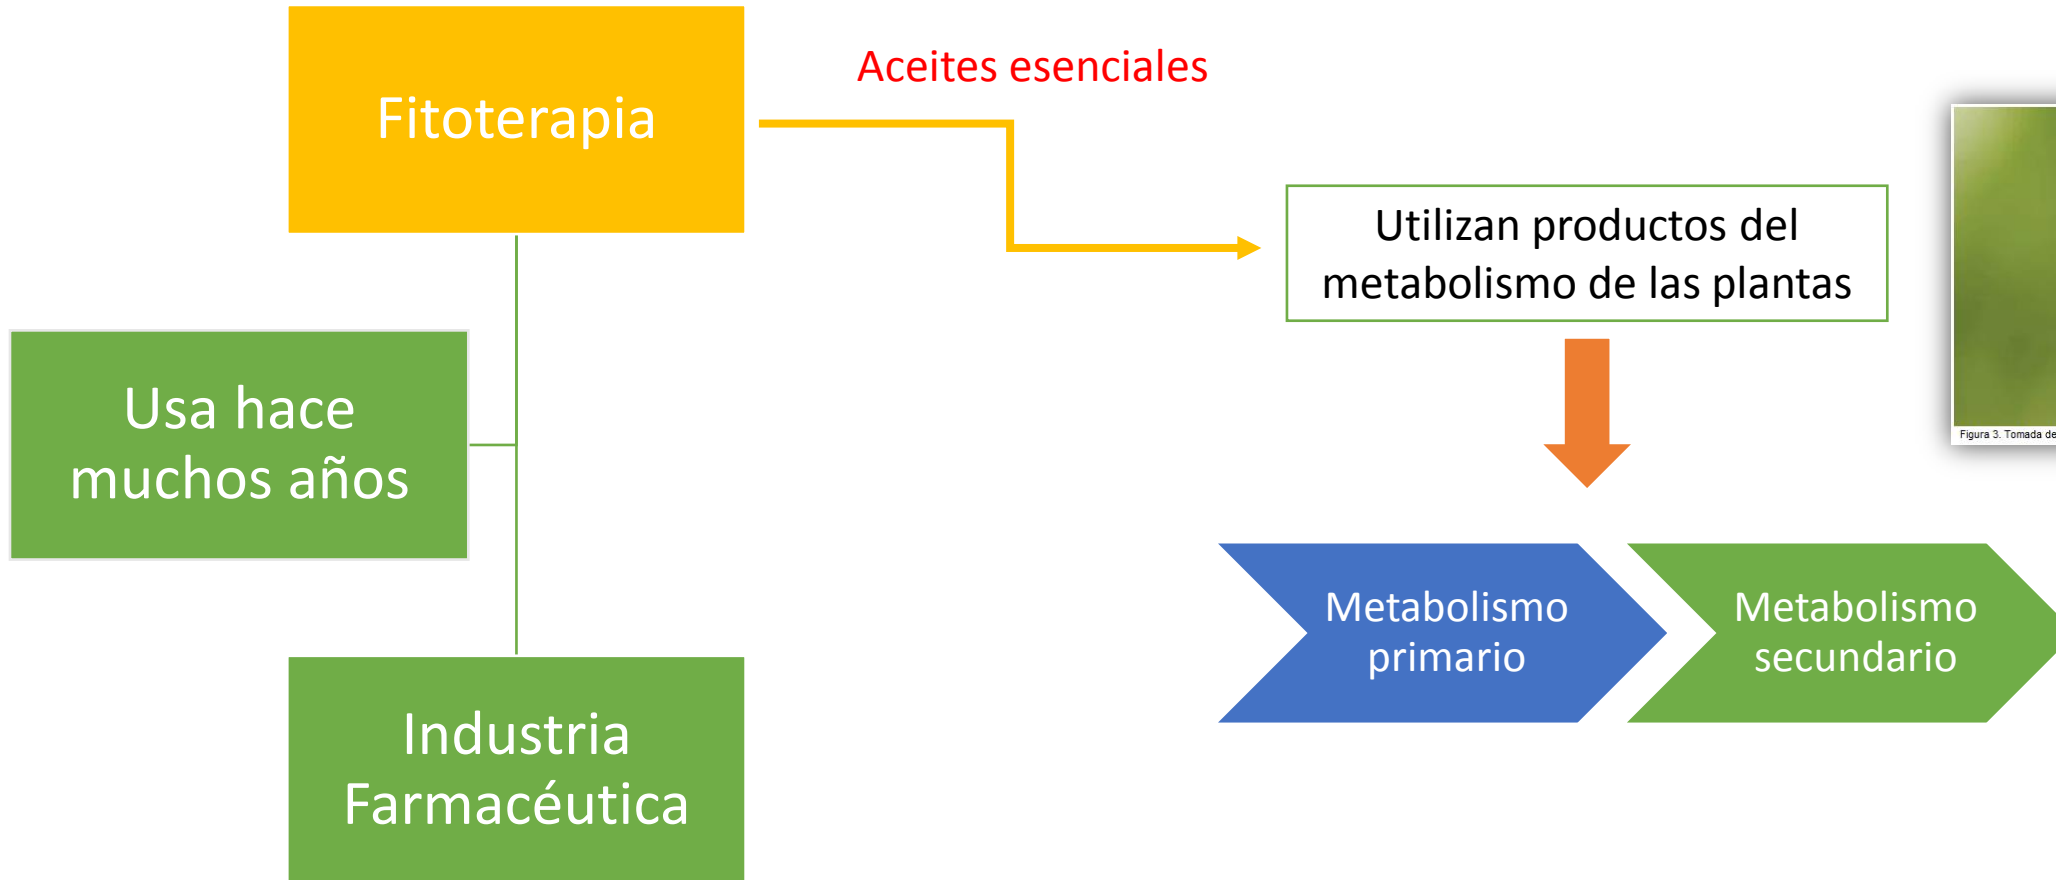 Fitoterapia
Aceites esenciales
Utilizan productos del
metabolismo de las plantas
Usa hace
muchos años
Industria
Farmacéutica
Metabolismo
primario
Metabolismo
secundario
Figura 3. Tomada de